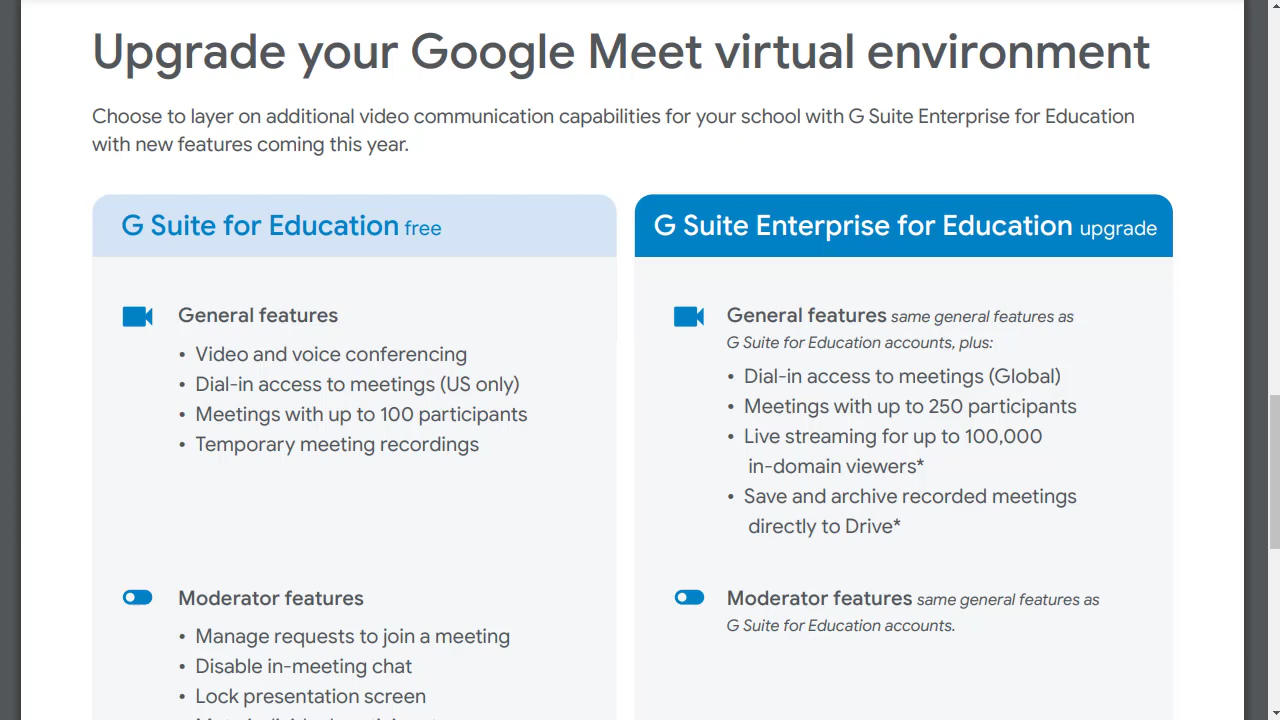 Upgrade your Google Meet virtual environment
Choose to layer on additional video communication capabilities for your school with G Suite Enterprise for Education
with new features coming this year.
G Suite for Education free
General features
• Video and voice conferencing
• Dial-in access to meetings (US only)
• Meetings with up to 100 participants
• Temporary meeting recordings
Moderator features
• Manage requests to join a meeting
• Disable in-meeting chat
• Lock presentation screen
G Suite Enterprise for Education upgrade
General features same general features as
G Suite for Education accounts, plus:
• Dial-in access to meetings (Global)
• Meetings with up to 250 participants
• Live streaming for up to 100,000
in-domain viewers*
• Save and archive recorded meetings
directly to Drive*
Moderator features same general features as
G Suite for Education accounts.